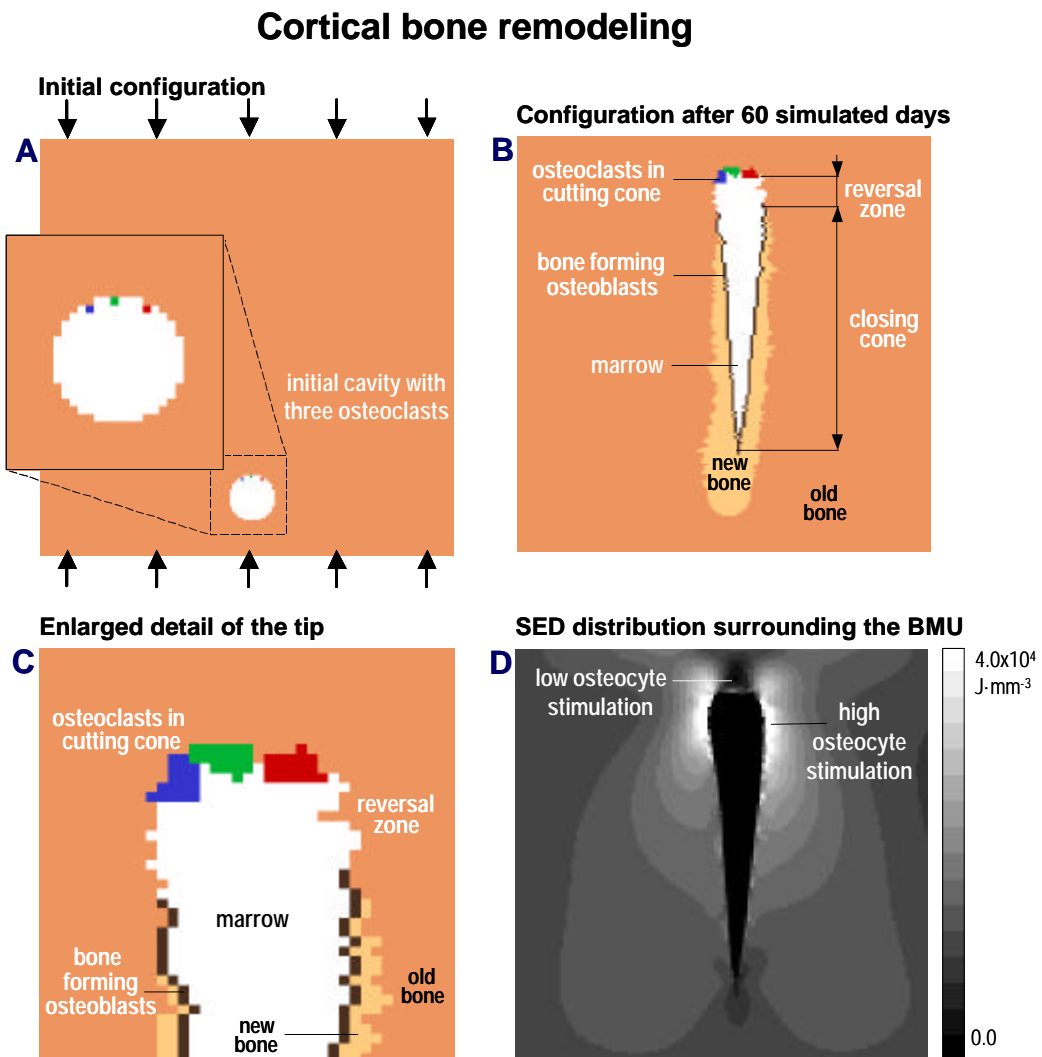 Cortical bone remodeling
Initial configuration
A
initial cavity with
three osteoclasts
Configuration after 60 simulated days
B
osteoclasts in
cutting cone
reversal
zone
bone forming
osteoblasts
closing
cone
marrow
new
bone
old
bone
Enlarged detail of the tip
C
osteoclasts in
cutting cone
reversal
zone
marrow
bone
forming
osteoblasts
old
bone
new
bone
SED distribution surrounding the BMU
D
low osteocyte
stimulation
high
osteocyte
stimulation
4.0x10⁴
J·mm⁻³
0.0